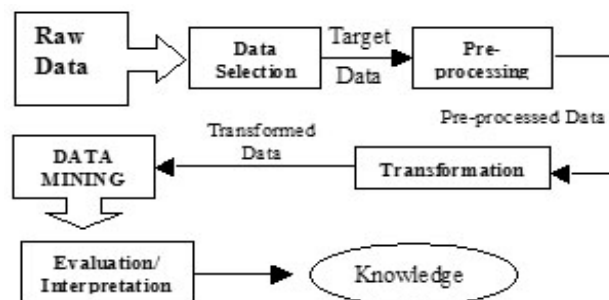 Raw
Data
Data
Selection
Target
Data
Pre-
processing
Pre-processed Data
Transformation
Transformed
Data
DATA
MINING
Evaluation/
Interpretation
Knowledge